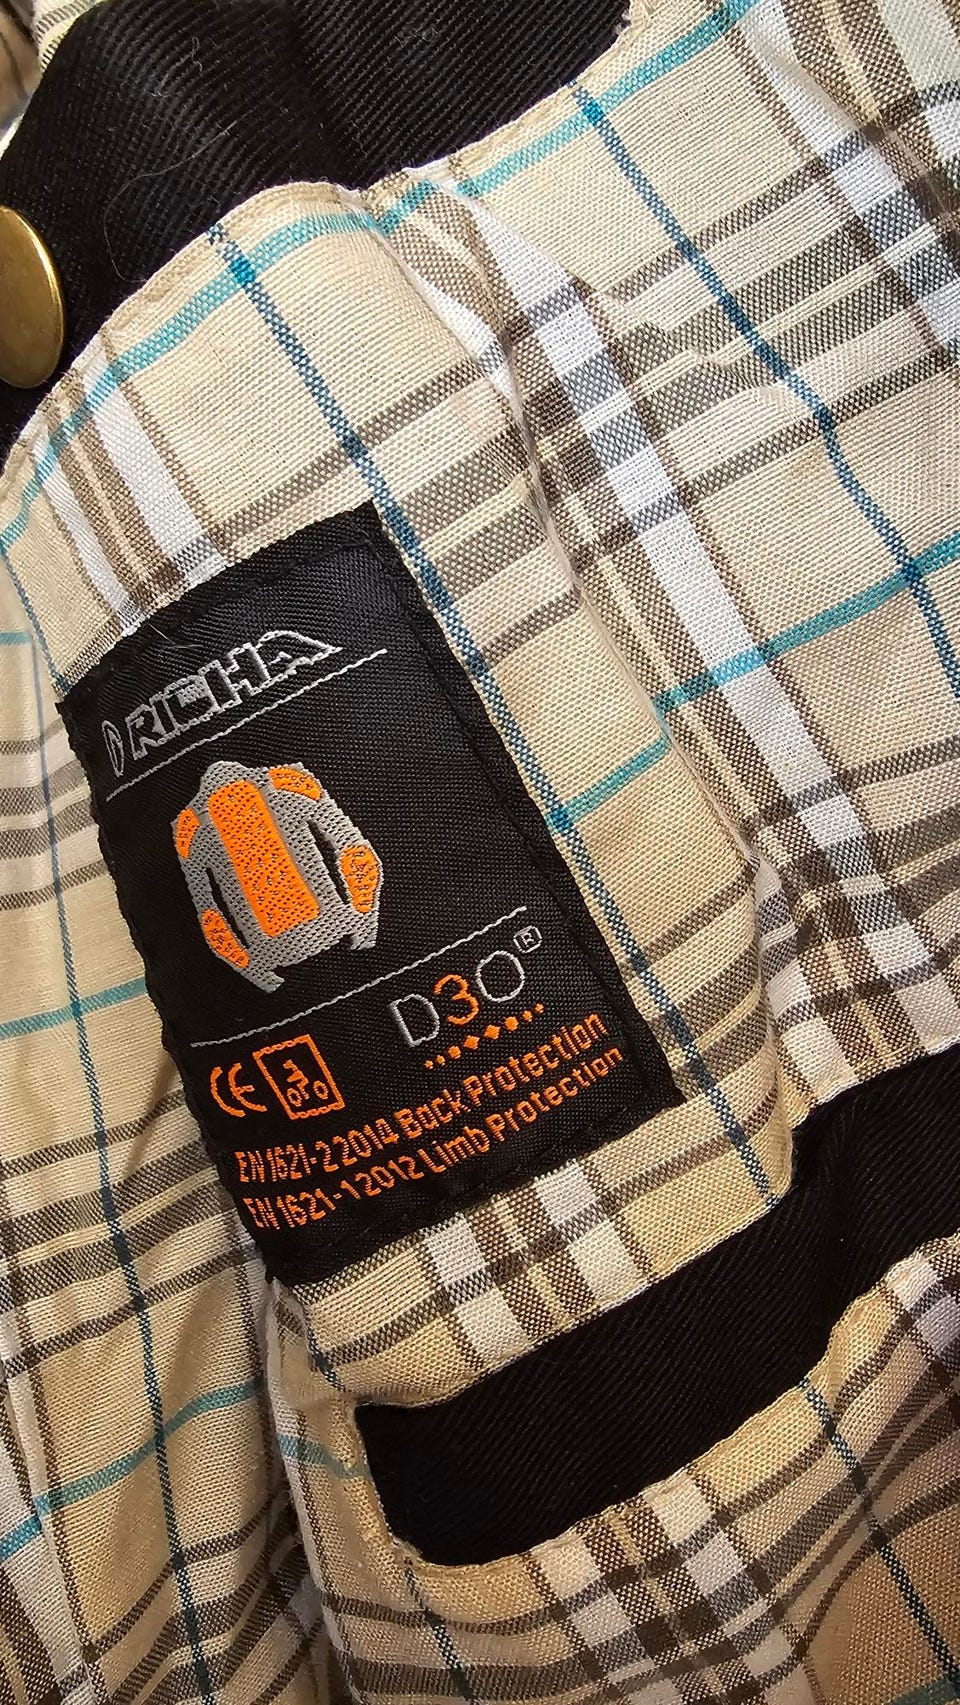 RICHA
D3O®
CE
EN 1621-2 2014 Back Protection
EN 1621-1 2012 Limb Protection